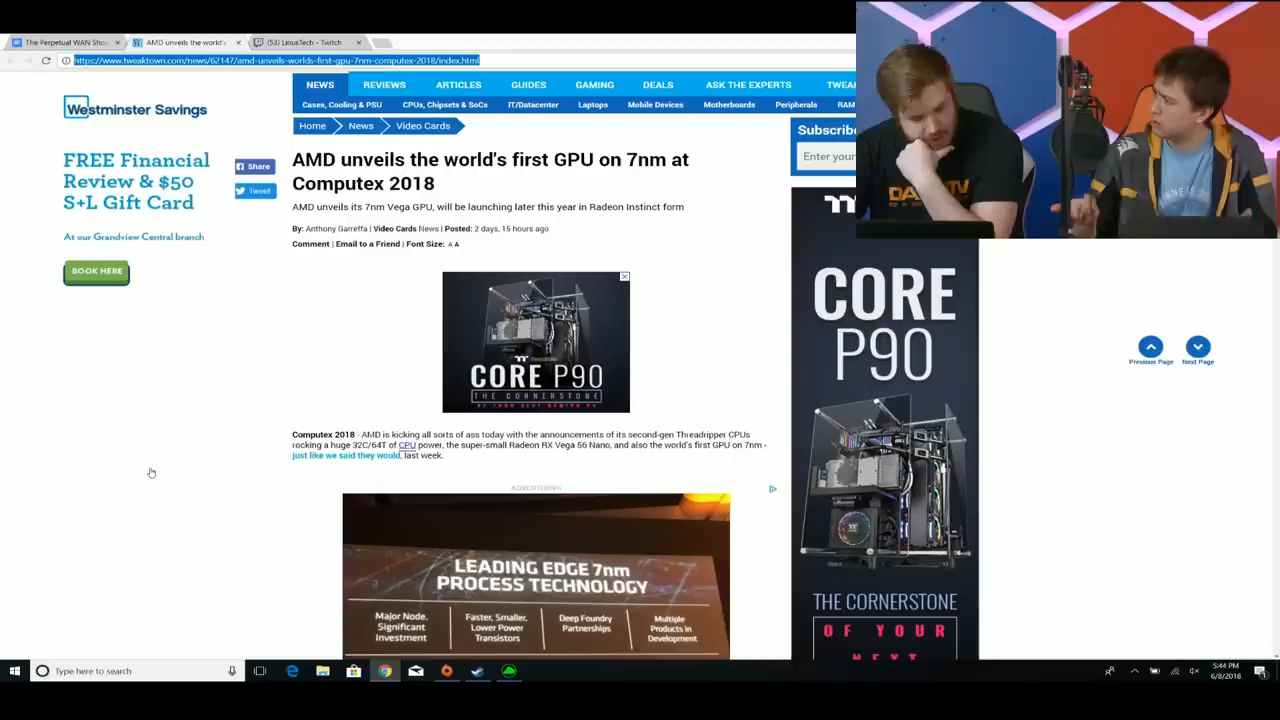 The Perpetual WAN Sho
AMD unveils the world's
(53) LinusTech - Twitch
https://www.tweaktown.com/news/62147/amd-unveils-worlds-first-gpu-7nm-computex-2018/index.html
NEWS REVIEWS ARTICLES GUIDES GAMING DEALS ASK THE EXPERTS TWEA
Cases, Cooling & PSU CPUs, Chipsets & SoCs IT/Datacenter Laptops Mobile Devices Motherboards Peripherals RAM
Home News Video Cards
Westminster Savings
FREE Financial
Review & $50
S+L Gift Card
At our Grandview Central branch
BOOK HERE
Share
Tweet
AMD unveils the world's first GPU on 7nm at
Computex 2018
AMD unveils its 7nm Vega GPU, will be launching later this year in Radeon Instinct form
By: Anthony Garreffa | Video Cards News | Posted: 2 days, 15 hours ago
Comment | Email to a Friend | Font Size: A A
Subscribe
Enter your
CORE P90
THE CORNERSTONE
Computex 2018 - AMD is kicking all sorts of ass today with the announcements of its second-gen Threadripper CPUs
rocking a huge 32C/64T of CPU power, the super-small Radeon RX Vega 56 Nano, and also the world's first GPU on 7nm -
just like we said they would, last week.
LEADING EDGE 7nm
PROCESS TECHNOLOGY
Major Node,
Significant
Investment
Faster, Smaller,
Lower Power
Transistors
Deep Foundry
Partnerships
Multiple
Products in
Development
CORE
P90
THE CORNERSTONE
OF YOUR
NEXT
Previous Page
Next Page
Type here to search
5:44 PM
6/8/2018